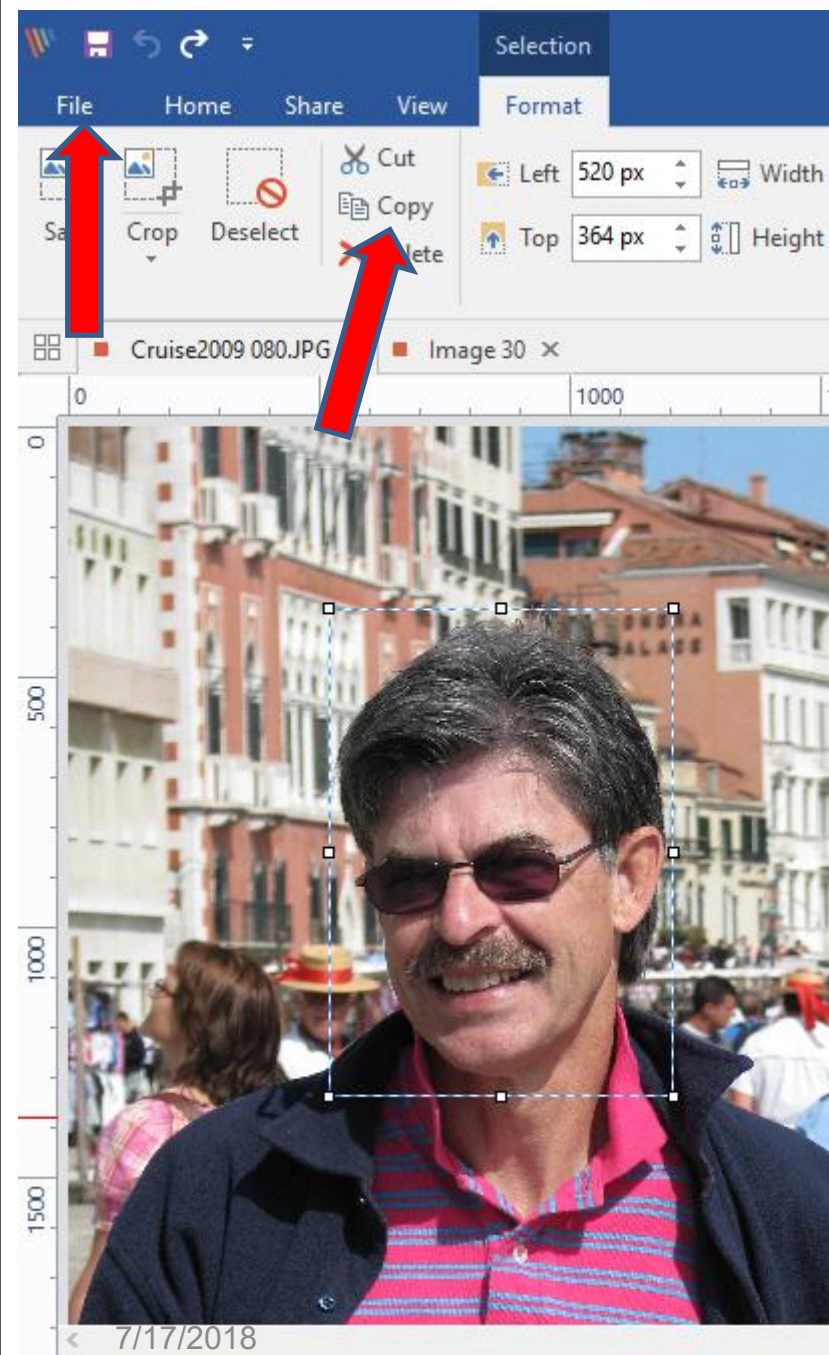 Selection
File Home Share View Format
Cut
Left 520 px Width
Copy
Crop Deselect
Top 364 px Height
Cruise2009 080.JPG Image 30
0 1000
0
500
1000
1500
7/17/2018